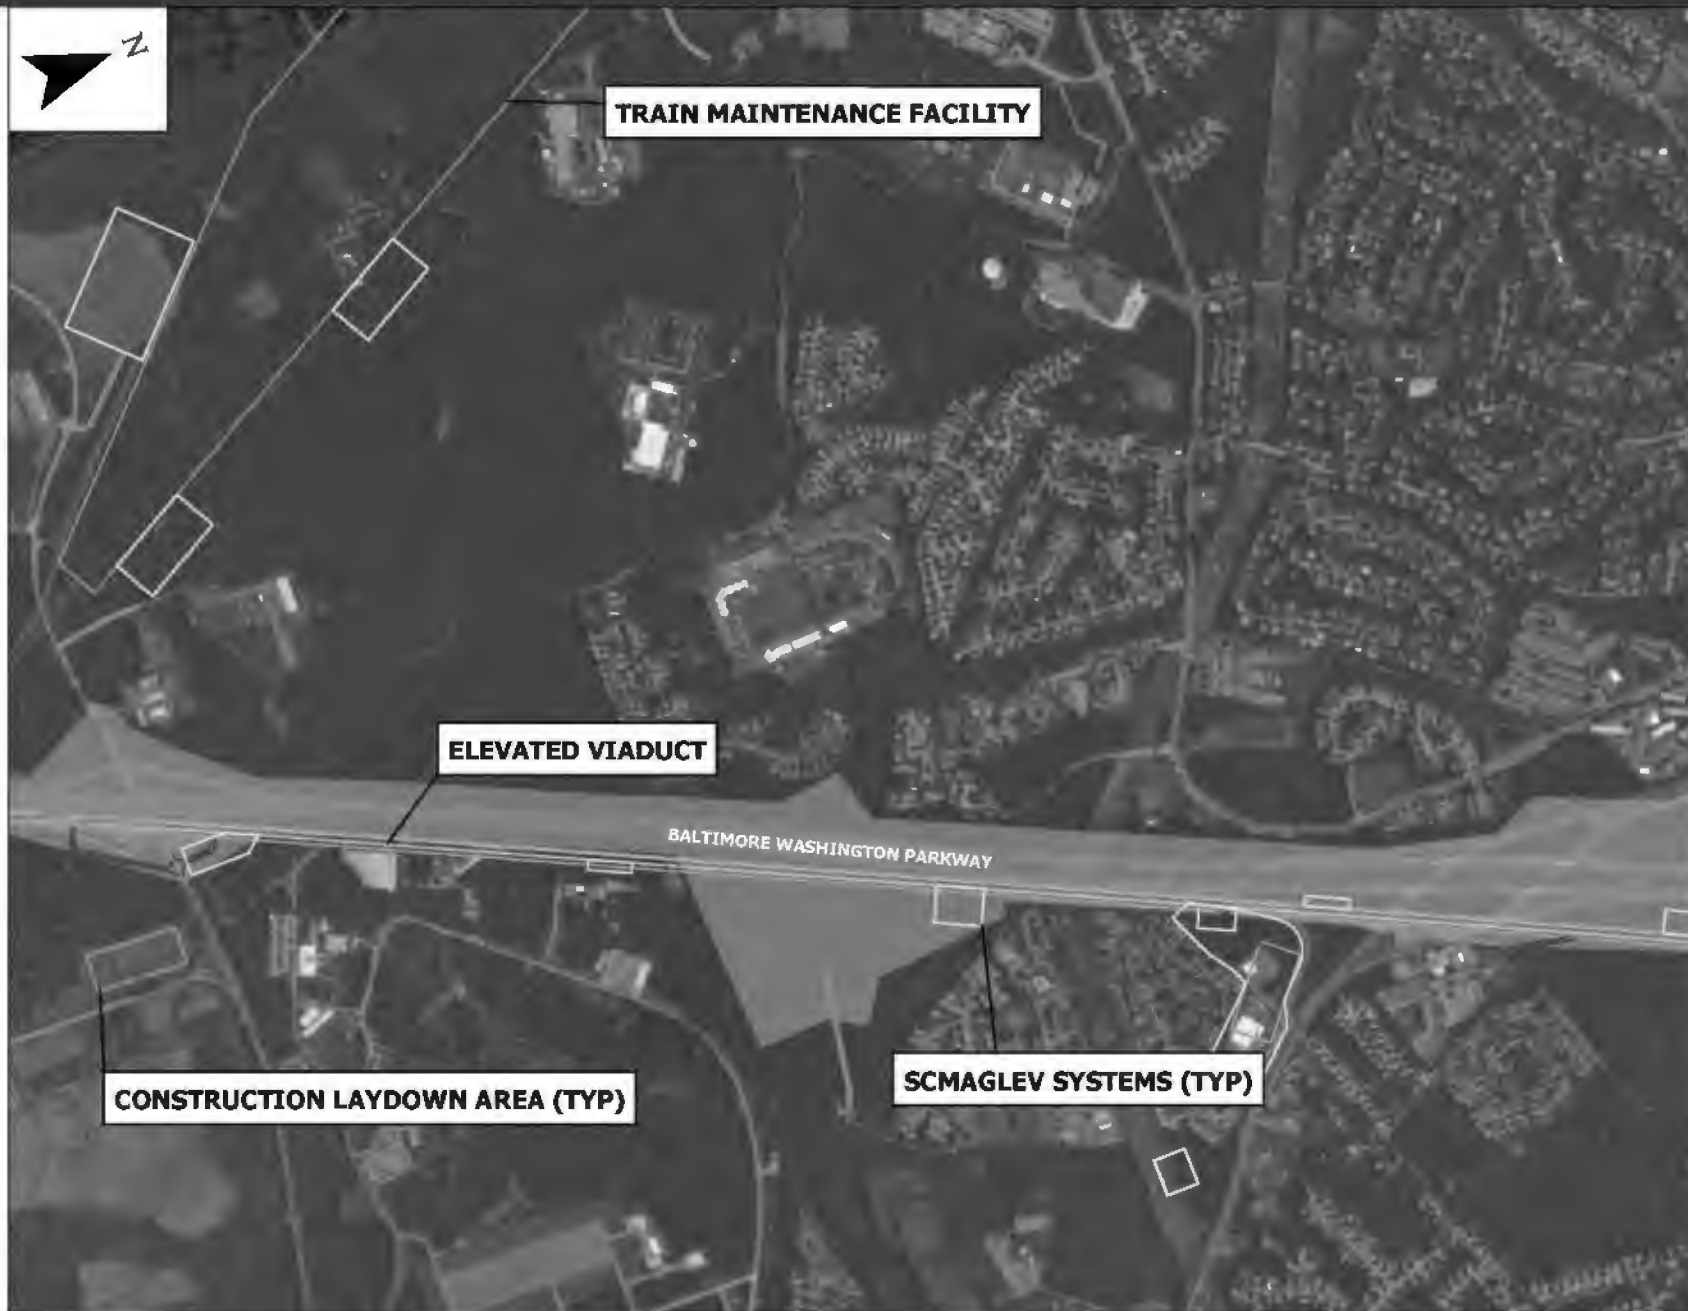 N
TRAIN MAINTENANCE FACILITY
ELEVATED VIADUCT
BALTIMORE WASHINGTON PARKWAY
SCMAGLEV SYSTEMS (TYP)
CONSTRUCTION LAYDOWN AREA (TYP)